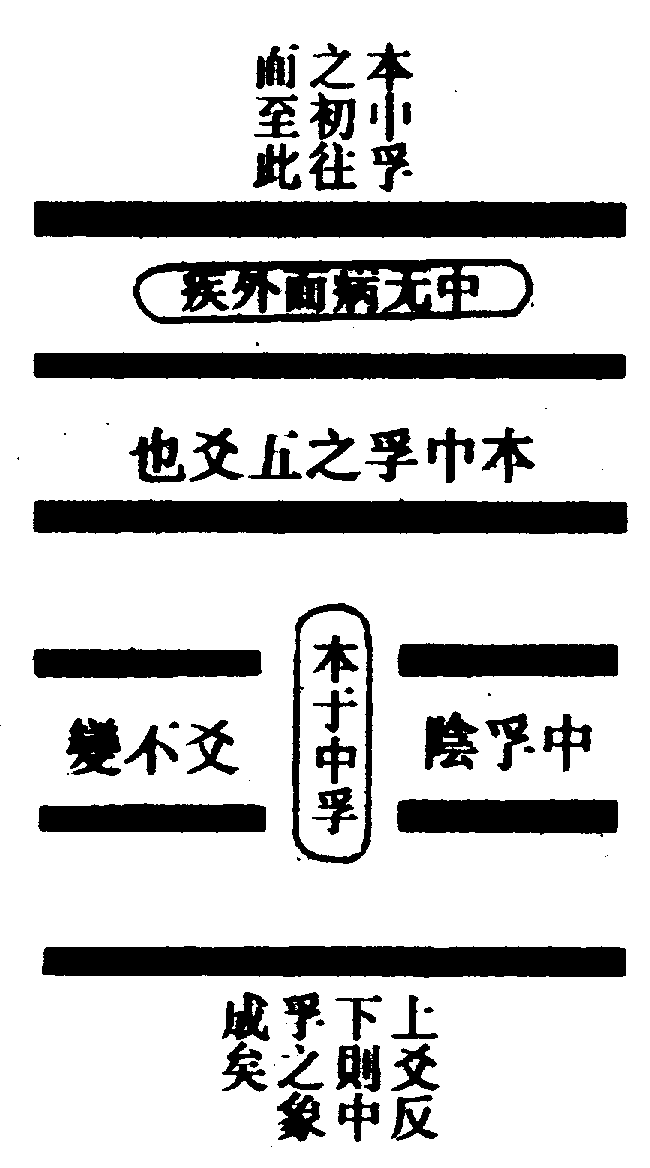 本中孚
之初往
而至此
中无病而外疾
本中孚之五爻也
本于中孚
中孚陰
爻不變
上爻反
下則中
孚之象
成矣